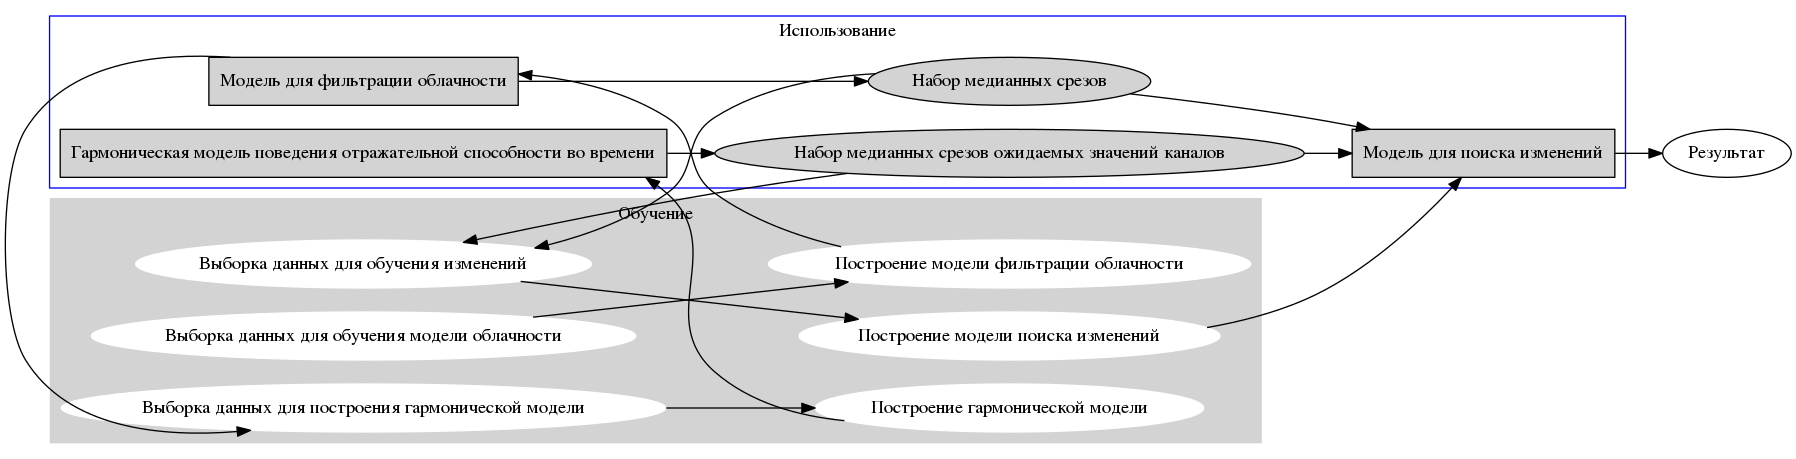 Использование
Модель для фильтрации облачности
Набор медианных срезов
Гармоническая модель поведения отражательной способности во времени
Набор медианных срезов ожидаемых значений каналов
Модель для поиска изменений
Результат
Обучение
Выборка данных для обучения изменений
Построение модели фильтрации облачности
Выборка данных для обучения модели облачности
Построение модели поиска изменений
Выборка данных для построения гармонической модели
Построение гармонической модели